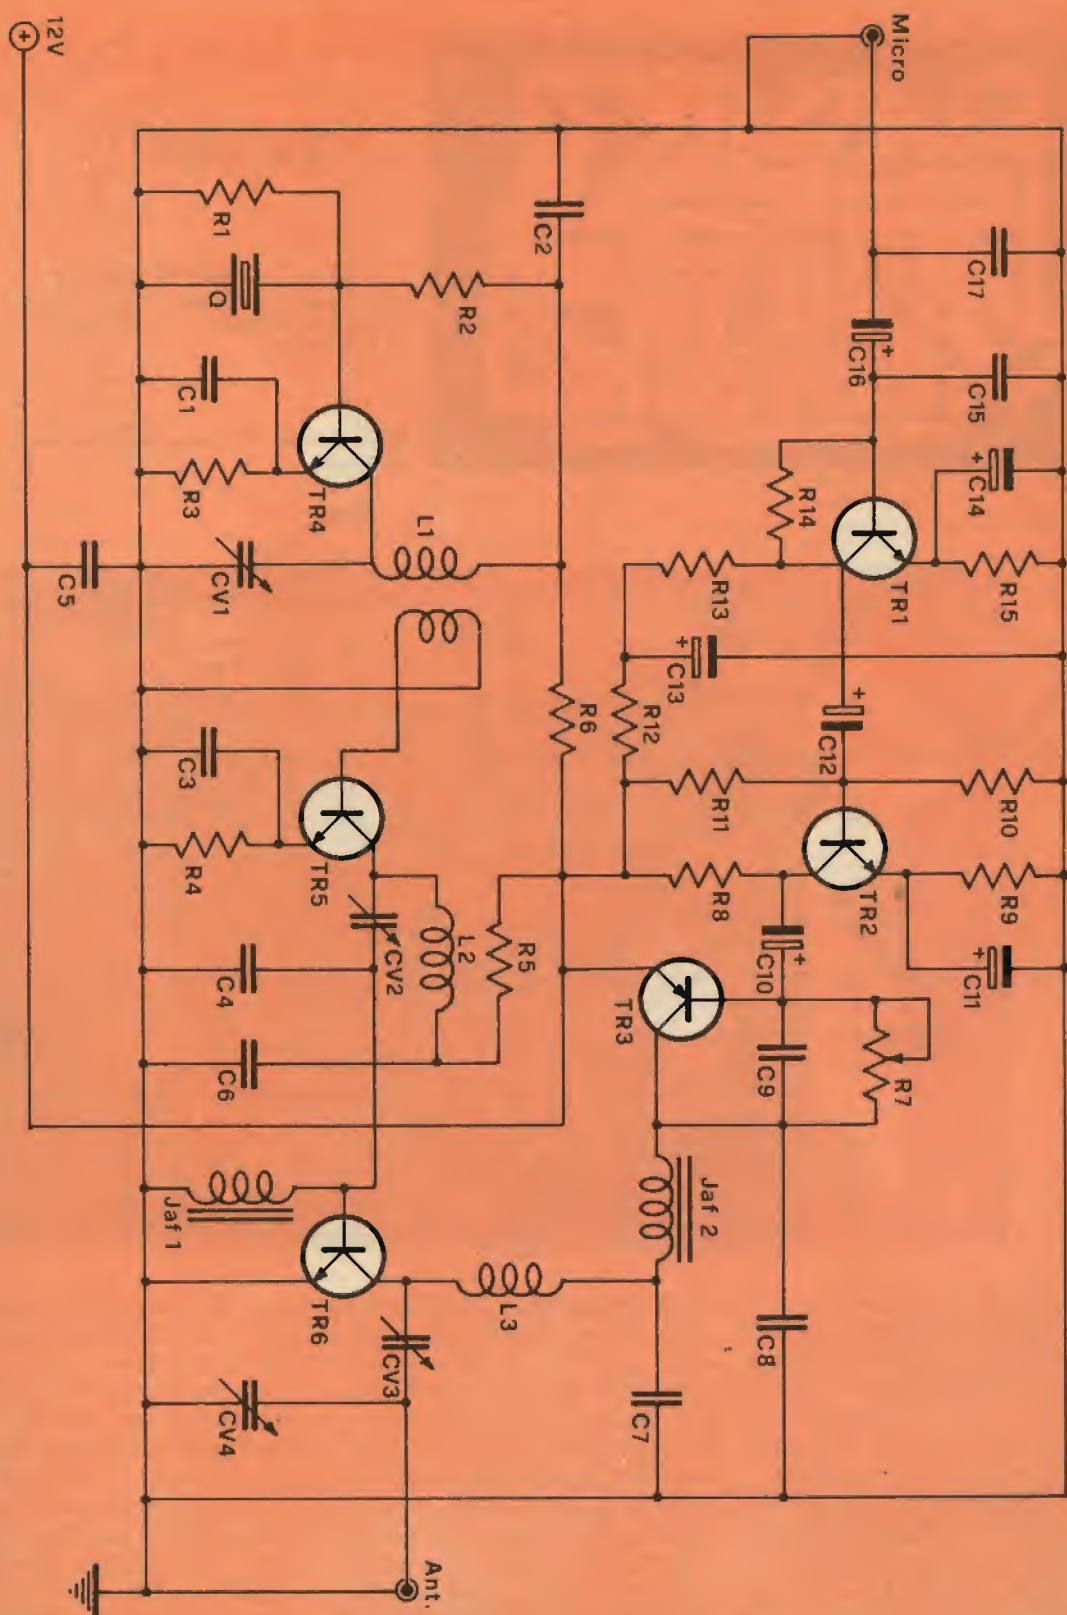 12V
+
Micro
C17
C16
+
C15
+
C14
R15
R14
TR1
R13
+
C13
R12
+
C12
R11
R10
R8
TR2
R9
+
C11
C10
+
TR3
C9
R7
Jaf 2
C8
C7
C2
R1
Q
R2
C1
R3
TR4
L1
CV1
C5
R6
C3
R4
TR5
CV2
L2
R5
C4
C6
Jaf 1
TR6
L3
CV3
CV4
Ant.